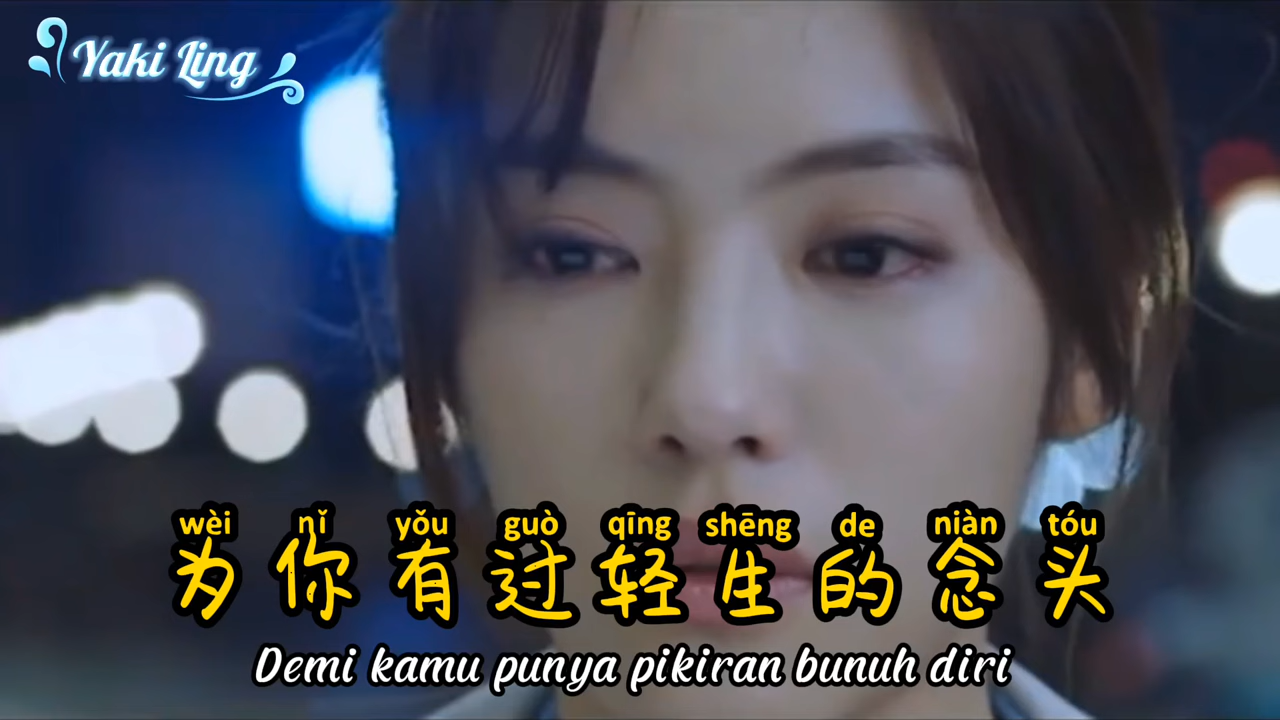 Yaki Ling
wèi nǐ yǒu guò qīng shēng de niàn tóu
为你有过轻生的念头
Demi kamu punya pikiran bunuh diri